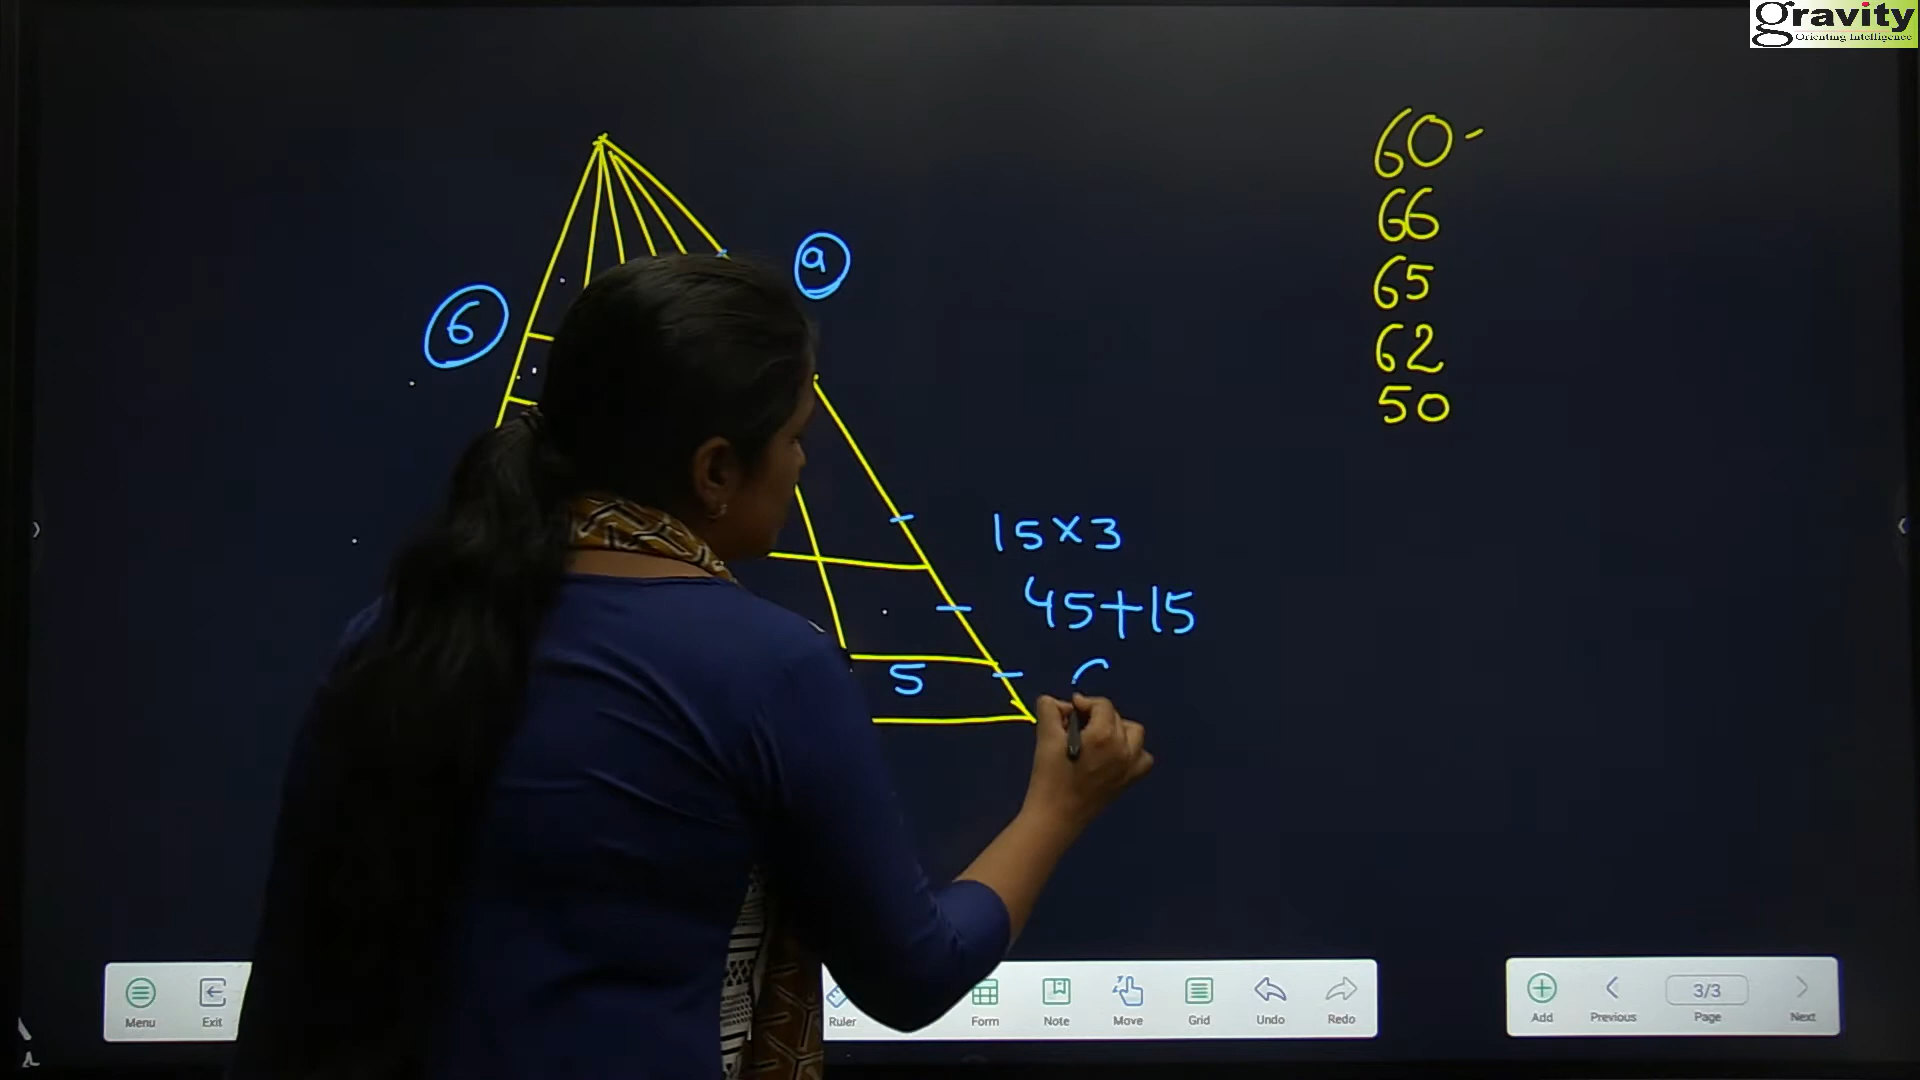 gravity
Orienting Intelligence
60-
66
65
62
50
6
9
15×3
45+15
5
Menu
Exit
Ruler
Form
Note
Move
Grid
Undo
Redo
Add
Previous
3/3
Page
Next